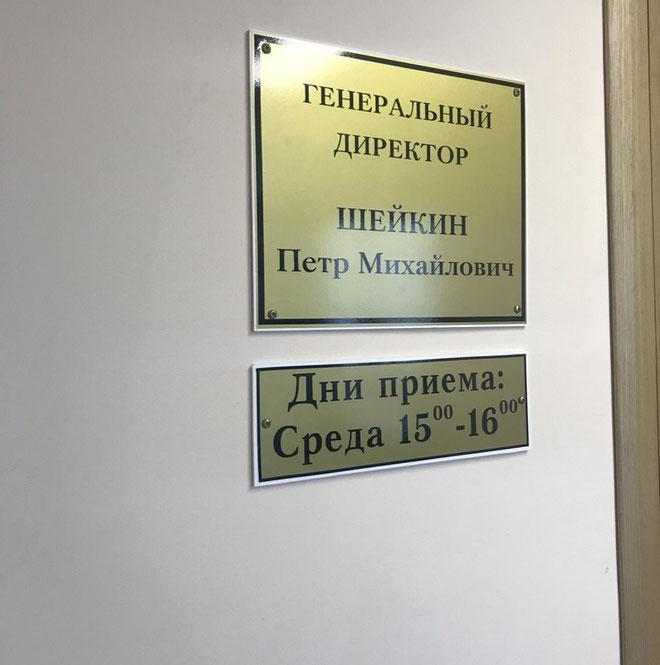 ГЕНЕРАЛЬНЫЙ
ДИРЕКТОР
ШЕЙКИН
Петр Михайлович
Дни приема:
Среда 15⁰⁰-16⁰⁰